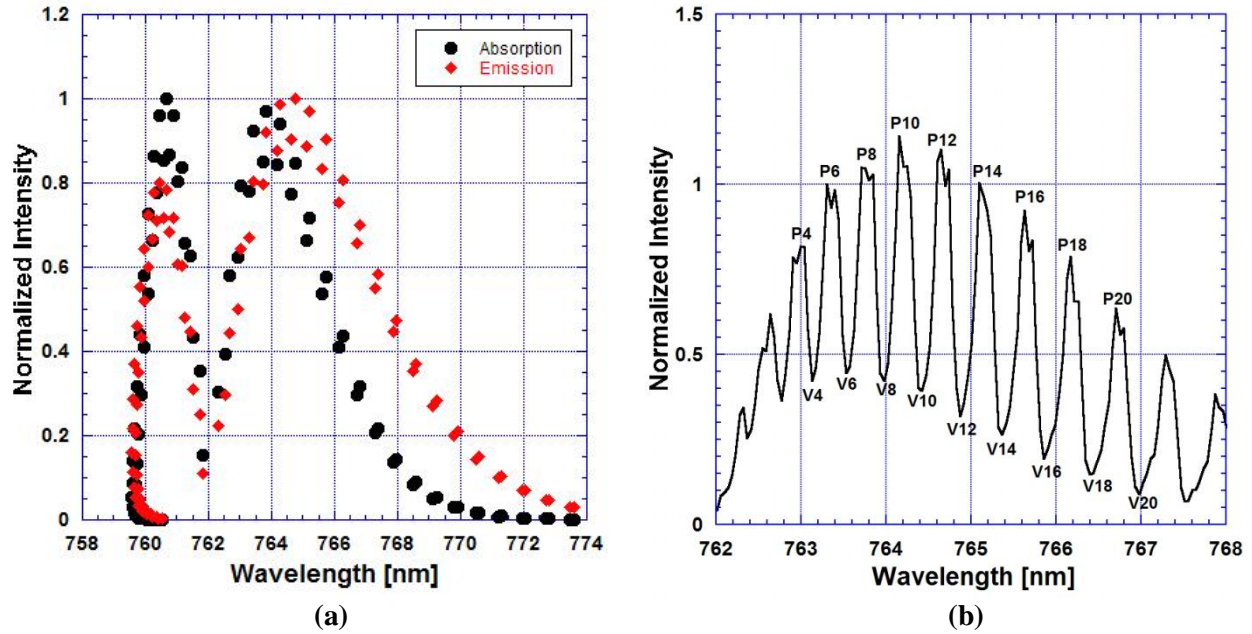 1.2
1
0.8
0.6
0.4
0.2
0
Normalized Intensity
Absorption
Emission
758 760 762 764 766 768 770 772 774
Wavelength [nm]
(a)
1.5
1
0.5
0
Normalized Intensity
P4 P6 P8 P10 P12 P14 P16 P18 P20
V4 V6 V8 V10 V12 V14 V16 V18 V20
762 763 764 765 766 767 768
Wavelength [nm]
(b)